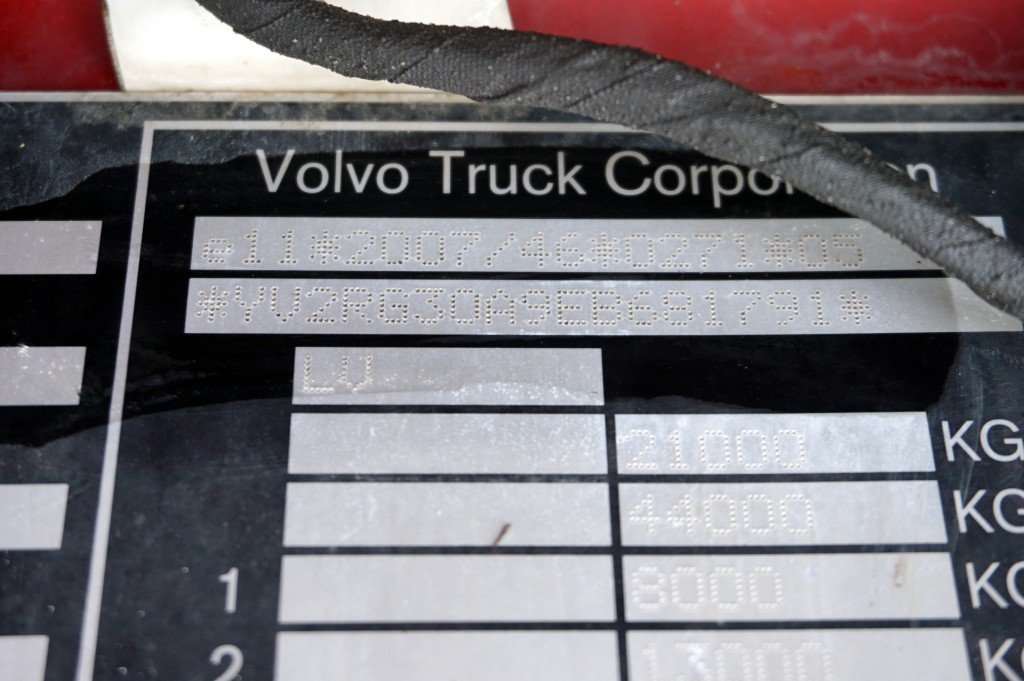 Volvo Truck Corpor
e11*2007/46*0271*05
*YV2RG30A9EB681791*
LV
21000 KG
44000 KG
1 8000 KG
2